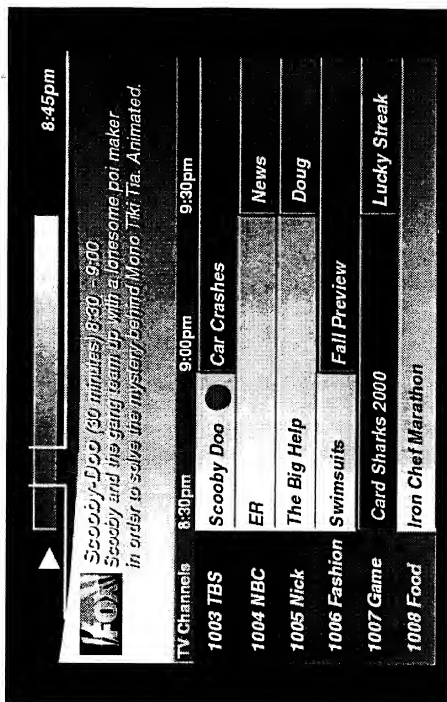 8:45pm
FOX
Scooby-Doo (30 minutes) 8:30 - 9:00
Scooby and the gang team up with a lonesome poi maker
in order to solve the mystery behind Mono Tiki Tia. Animated.
TV Channels 8:30pm 9:00pm 9:30pm
1003 TBS Scooby Doo Car Crashes
1004 NBC ER News
1005 Nick The Big Help Doug
1006 Fashion Swimsuits Fall Preview
1007 Game Card Sharks 2000 Lucky Streak
1008 Food Iron Chef Marathon